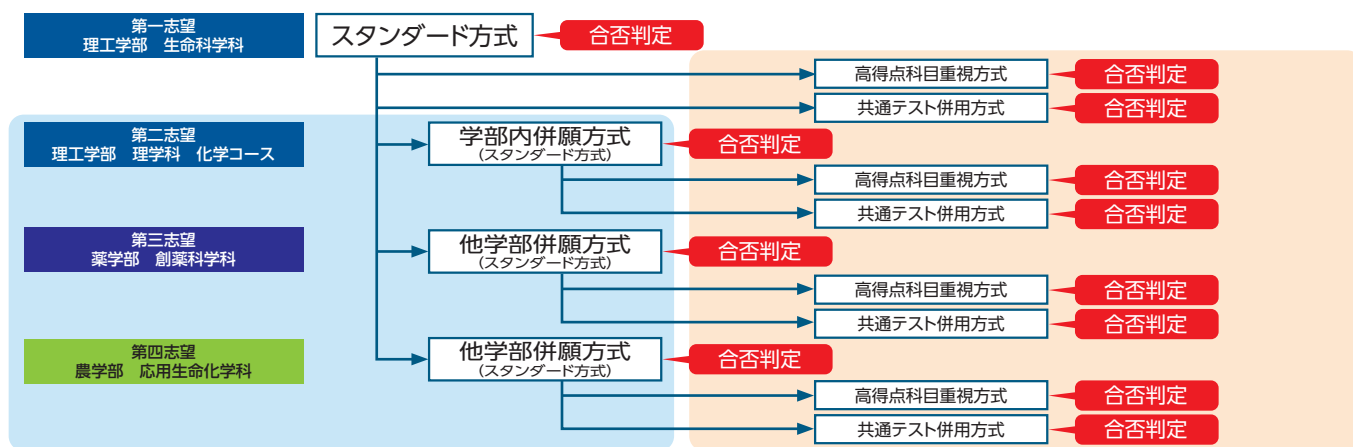 第一志望
理工学部 生命科学科
スタンダード方式
合否判定
高得点科目重視方式
合否判定
共通テスト併用方式
合否判定
第二志望
理工学部 理学科 化学コース
学部内併願方式
(スタンダード方式)
合否判定
高得点科目重視方式
合否判定
共通テスト併用方式
合否判定
第三志望
薬学部 創薬科学科
他学部併願方式
(スタンダード方式)
合否判定
高得点科目重視方式
合否判定
共通テスト併用方式
合否判定
第四志望
農学部 応用生命化学科
他学部併願方式
(スタンダード方式)
合否判定
高得点科目重視方式
合否判定
共通テスト併用方式
合否判定